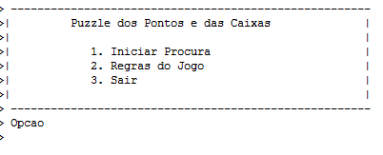 > ------------------------------------------------
>|        Puzzle dos Pontos e das Caixas            |
>|                                                  |
>|           1. Iniciar Procura                     |
>|           2. Regras do Jogo                      |
>|           3. Sair                                |
>|                                                  |
> ------------------------------------------------
> Opcao
>